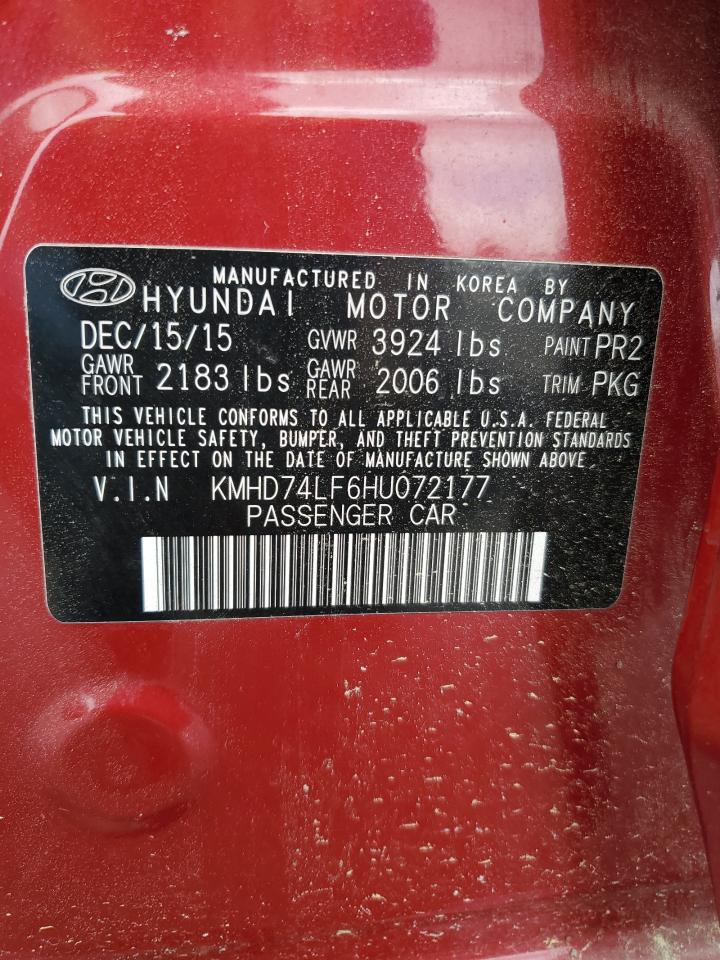 MANUFACTURED IN KOREA BY
HYUNDAI MOTOR COMPANY
DEC/15/15 GVWR 3924 lbs PAINT PR2
GAWR FRONT 2183 lbs GAWR REAR 2006 lbs TRIM PKG
THIS VEHICLE CONFORMS TO ALL APPLICABLE U.S.A. FEDERAL
MOTOR VEHICLE SAFETY, BUMPER, AND THEFT PREVENTION STANDARDS
IN EFFECT ON THE DATE OF MANUFACTURE SHOWN ABOVE.
V.I.N KMHD74LF6HU072177
PASSENGER CAR